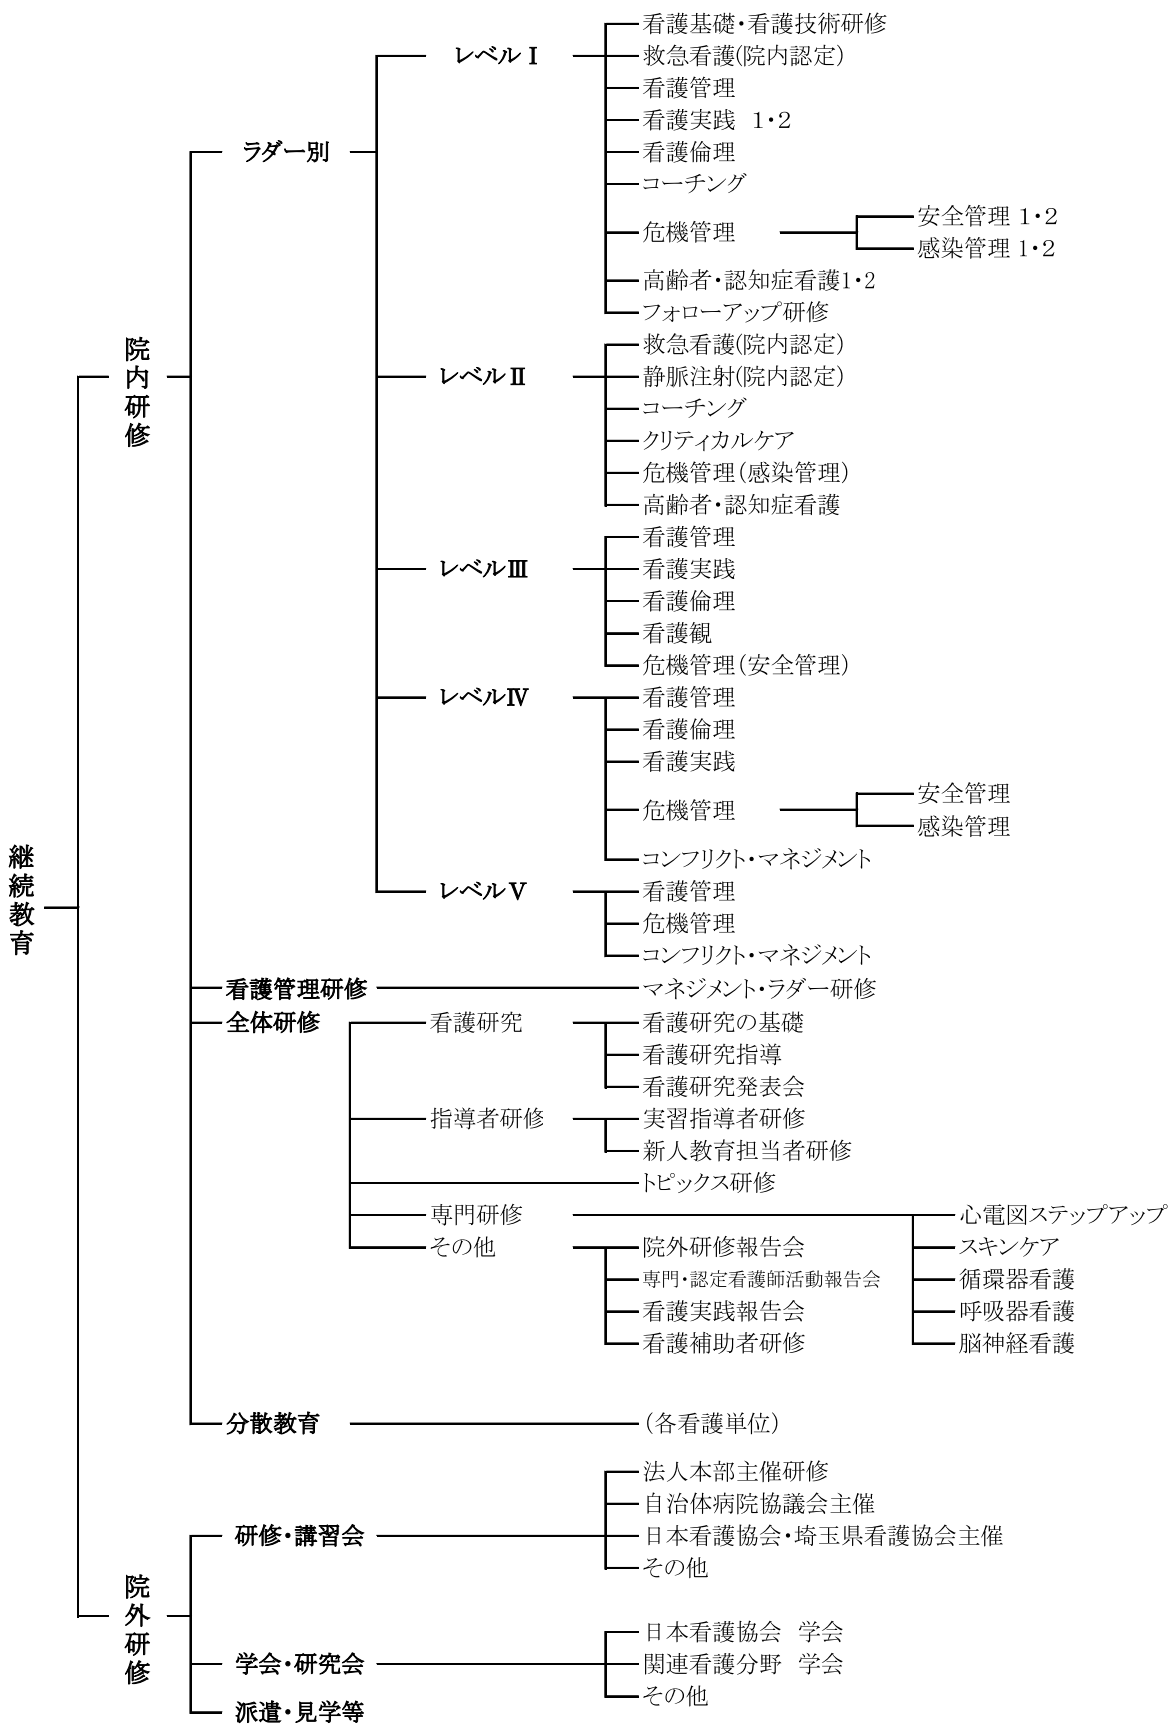 継続教育
院内研修
ラダー別
レベルⅠ
看護基礎・看護技術研修
救急看護(院内認定)
看護管理
看護実践 1・2
看護倫理
コーチング
危機管理
安全管理 1・2
感染管理 1・2
高齢者・認知症看護1・2
フォローアップ研修
レベルⅡ
救急看護(院内認定)
静脈注射(院内認定)
コーチング
クリティカルケア
危機管理(感染管理)
高齢者・認知症看護
レベルⅢ
看護管理
看護実践
看護倫理
看護観
危機管理(安全管理)
レベルⅣ
看護管理
看護倫理
看護実践
危機管理
安全管理
感染管理
コンフリクト・マネジメント
レベルⅤ
看護管理
危機管理
コンフリクト・マネジメント
看護管理研修
マネジメント・ラダー研修
全体研修
看護研究
看護研究の基礎
看護研究指導
看護研究発表会
指導者研修
実習指導者研修
新人教育担当者研修
トピックス研修
専門研修
心電図ステップアップ
スキンケア
循環器看護
呼吸器看護
脳神経看護
その他
院外研修報告会
専門・認定看護師活動報告会
看護実践報告会
看護補助者研修
分散教育
(各看護単位)
院外研修
研修・講習会
法人本部主催研修
自治体病院協議会主催
日本看護協会・埼玉県看護協会主催
その他
学会・研究会
日本看護協会 学会
関連看護分野 学会
その他
派遣・見学等